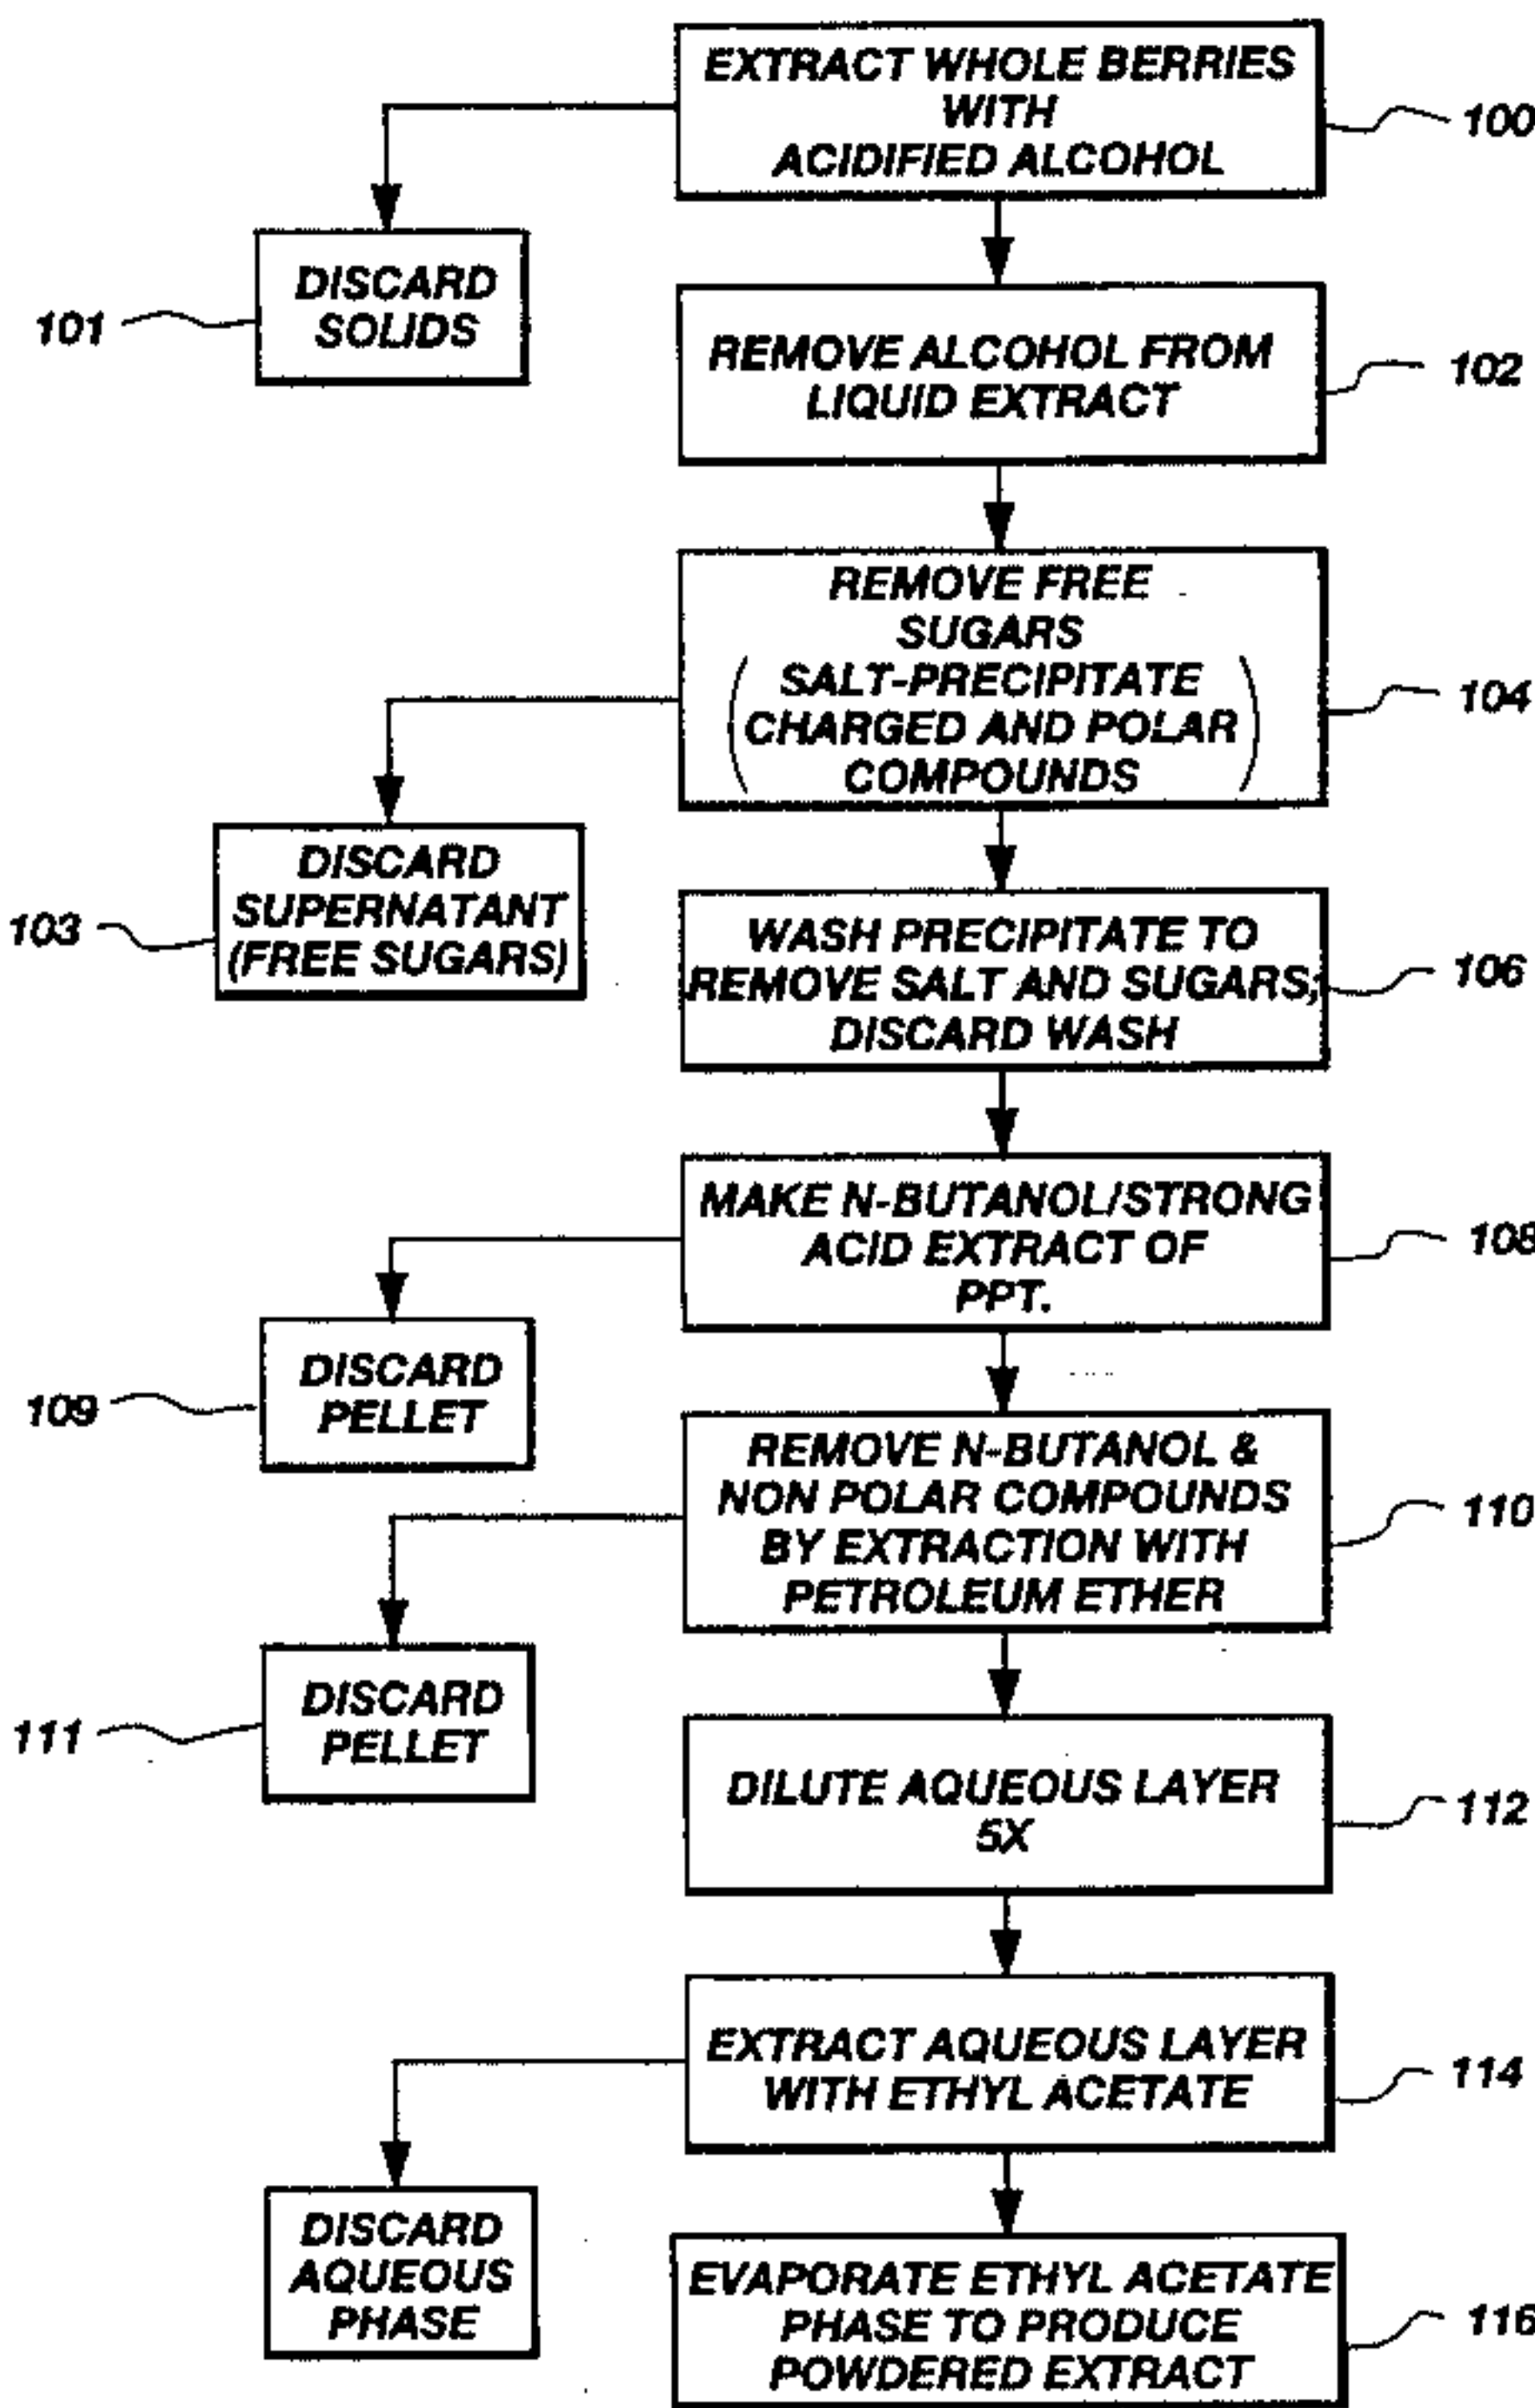 EXTRACT WHOLE BERRIES
WITH
ACIDIFIED ALCOHOL
100
DISCARD
SOLIDS
101
REMOVE ALCOHOL FROM
LIQUID EXTRACT
102
REMOVE FREE
SUGARS
(SALT-PRECIPITATE
CHARGED AND POLAR
COMPOUNDS)
104
DISCARD
SUPERNATANT
(FREE SUGARS)
103
WASH PRECIPITATE TO
REMOVE SALT AND SUGARS;
DISCARD WASH
106
MAKE N-BUTANOL/STRONG
ACID EXTRACT OF
PPT.
108
DISCARD
PELLET
109
REMOVE N-BUTANOL &
NON POLAR COMPOUNDS
BY EXTRACTION WITH
PETROLEUM ETHER
110
DISCARD
PELLET
111
DILUTE AQUEOUS LAYER
5X
112
EXTRACT AQUEOUS LAYER
WITH ETHYL ACETATE
114
DISCARD
AQUEOUS
PHASE
EVAPORATE ETHYL ACETATE
PHASE TO PRODUCE
POWDERED EXTRACT
116